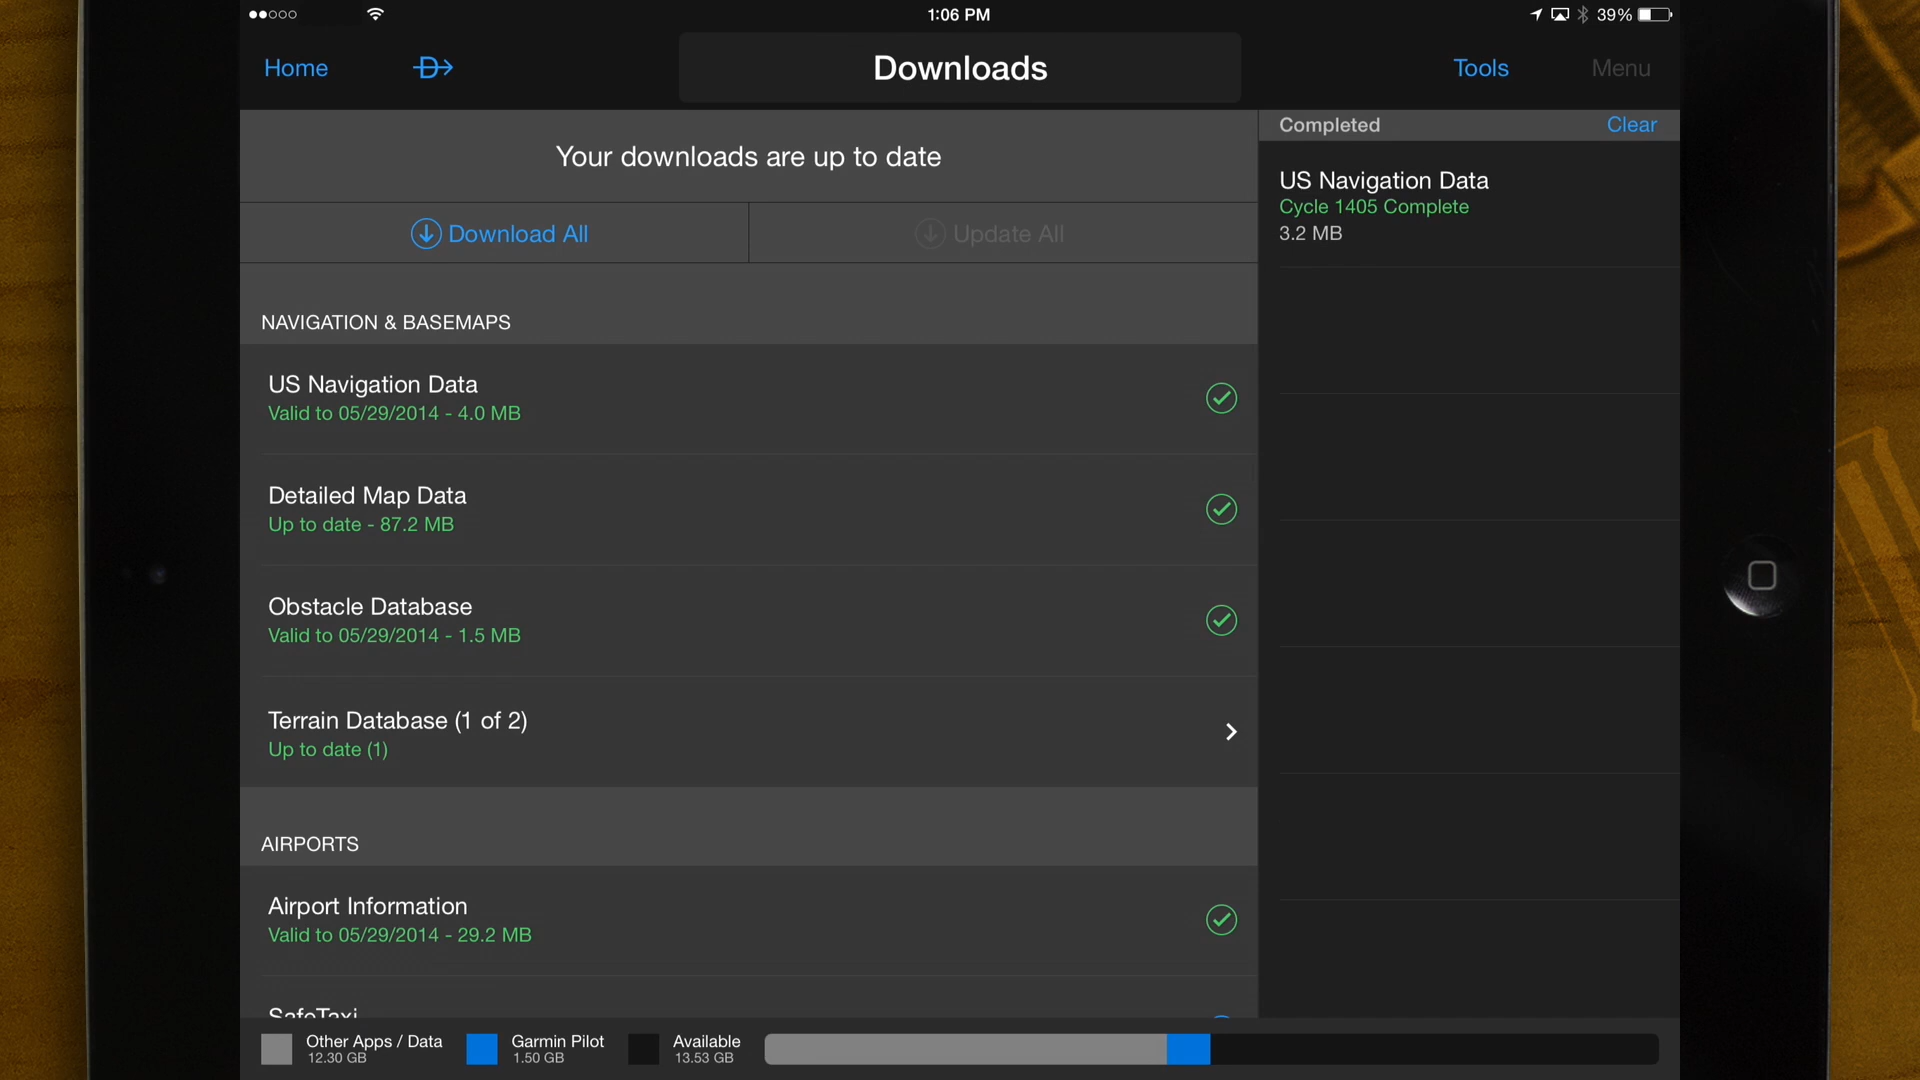 1:06 PM
39%
Home
Downloads
Tools
Menu
Your downloads are up to date
Download All
Update All
NAVIGATION & BASEMAPS
US Navigation Data
Valid to 05/29/2014 - 4.0 MB
Detailed Map Data
Up to date - 87.2 MB
Obstacle Database
Valid to 05/29/2014 - 1.5 MB
Terrain Database (1 of 2)
Up to date (1)
AIRPORTS
Airport Information
Valid to 05/29/2014 - 29.2 MB
SafeTaxi
Completed
Clear
US Navigation Data
Cycle 1405 Complete
3.2 MB
Other Apps / Data
12.30 GB
Garmin Pilot
1.50 GB
Available
13.53 GB